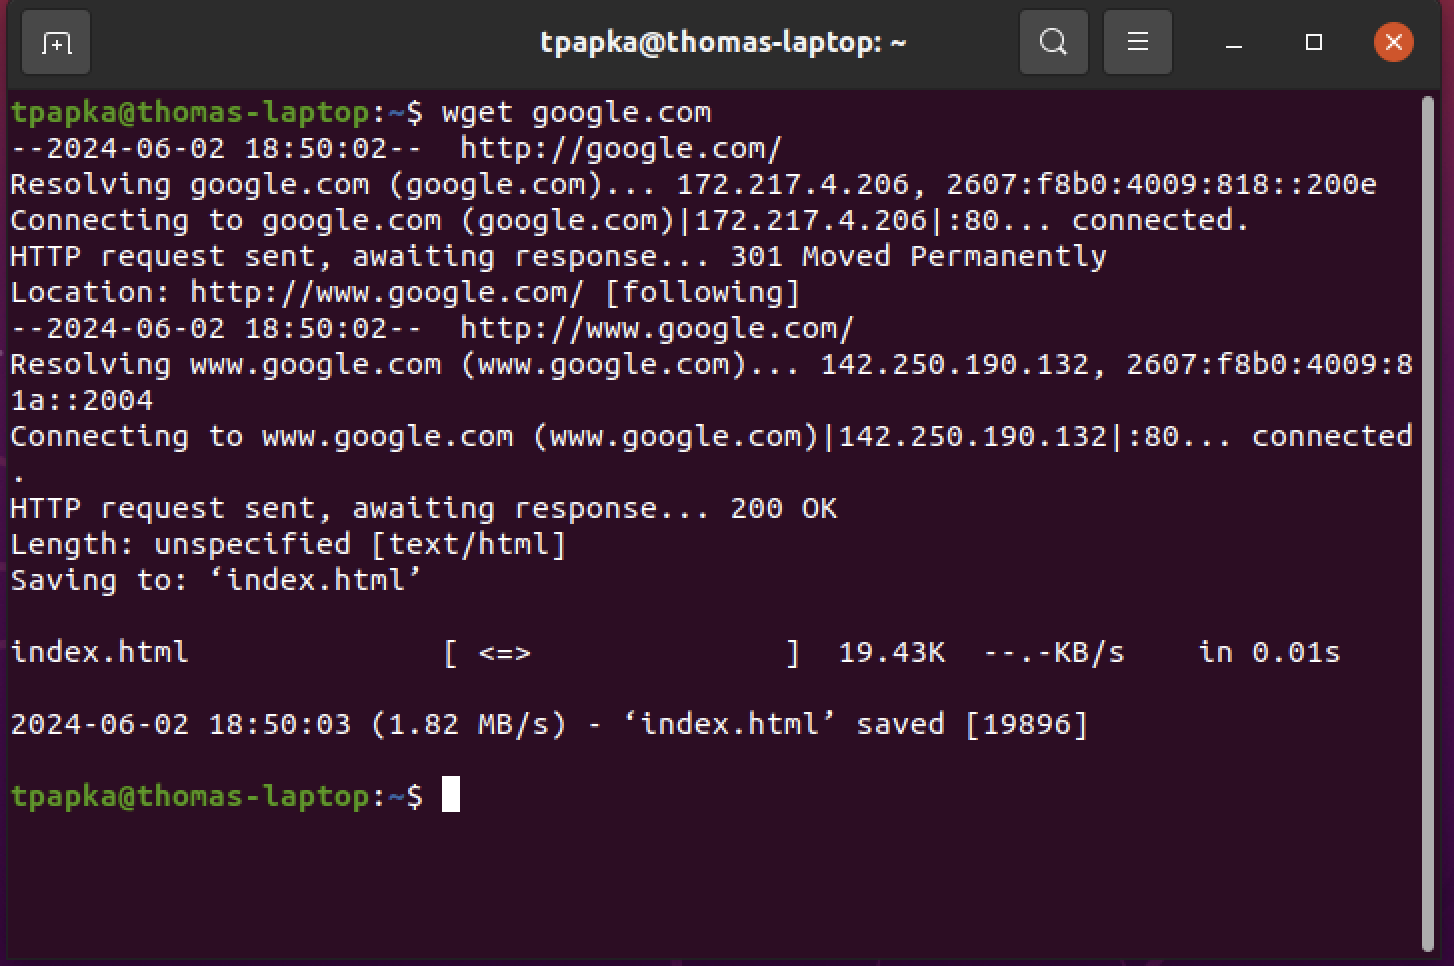 tpapka@thomas-laptop: ~
tpapka@thomas-laptop:~$ wget google.com
--2024-06-02 18:50:02--  http://google.com/
Resolving google.com (google.com)... 172.217.4.206, 2607:f8b0:4009:818::200e
Connecting to google.com (google.com)|172.217.4.206|:80... connected.
HTTP request sent, awaiting response... 301 Moved Permanently
Location: http://www.google.com/ [following]
--2024-06-02 18:50:02--  http://www.google.com/
Resolving www.google.com (www.google.com)... 142.250.190.132, 2607:f8b0:4009:8
1a::2004
Connecting to www.google.com (www.google.com)|142.250.190.132|:80... connected
.
HTTP request sent, awaiting response... 200 OK
Length: unspecified [text/html]
Saving to: ‘index.html’

index.html              [ <=>              ]  19.43K  --.-KB/s    in 0.01s

2024-06-02 18:50:03 (1.82 MB/s) - ‘index.html’ saved [19896]

tpapka@thomas-laptop:~$